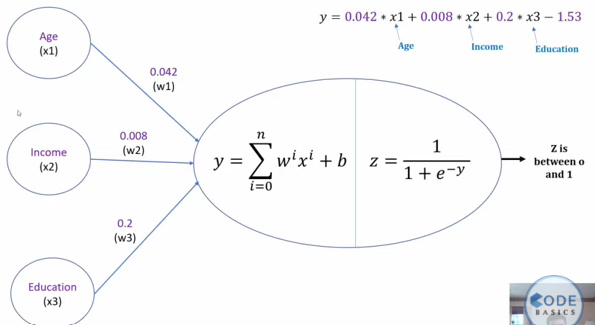 y = 0.042 * x1 + 0.008 * x2 + 0.2 * x3 − 1.53
Age Income Education
Age
(x1)
0.042
(w1)
Income
(x2)
0.008
(w2)
y = ∑ᵢ₌₀ⁿ wⁱxⁱ + b
z = 1 / (1 + e⁻ʸ)
Z is
between 0
and 1
0.2
(w3)
Education
(x3)
CODE
BASICS